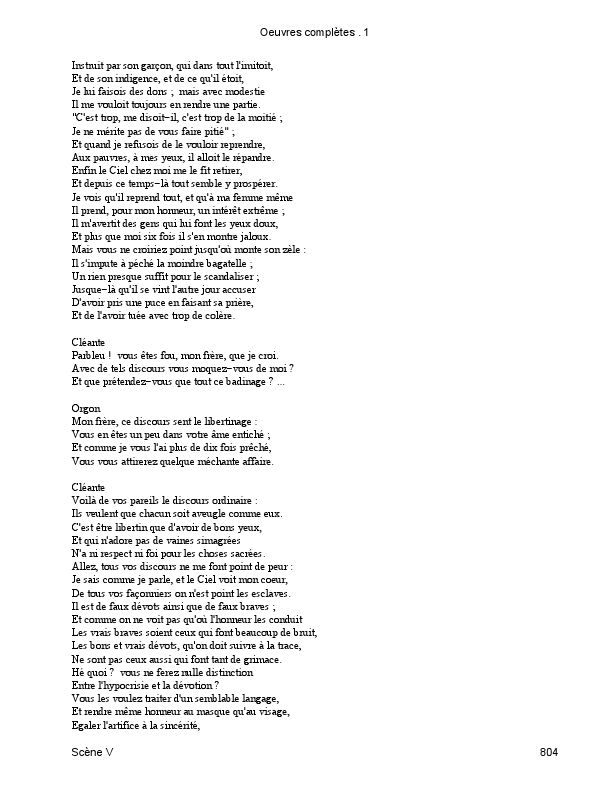 Oeuvres complètes . 1
Instruit par son garçon, qui dans tout l'imitoit,
Et de son indigence, et de ce qu'il étoit,
Je lui faisois des dons ;  mais avec modestie
Il me vouloit toujours en rendre une partie.
"C'est trop, me disoit−il, c'est trop de la moitié ;
Je ne mérite pas de vous faire pitié" ;
Et quand je refusois de le vouloir reprendre,
Aux pauvres, à mes yeux, il alloit le répandre.
Enfin le Ciel chez moi me le fit retirer,
Et depuis ce temps−là tout semble y prospérer.
Je vois qu'il reprend tout, et qu'à ma femme même
Il prend, pour mon honneur, un intérêt extrême ;
Il m'avertit des gens qui lui font les yeux doux,
Et plus que moi six fois il s'en montre jaloux.
Mais vous ne croiriez point jusqu'où monte son zèle :
Il s'impute à péché la moindre bagatelle ;
Un rien presque suffit pour le scandaliser ;
Jusque−là qu'il se vint l'autre jour accuser
D'avoir pris une puce en faisant sa prière,
Et de l'avoir tuée avec trop de colère.
Cléante
Parbleu !  vous êtes fou, mon frère, que je croi.
Avec de tels discours vous moquez−vous de moi ?
Et que prétendez−vous que tout ce badinage ? ...
Orgon
Mon frère, ce discours sent le libertinage :
Vous en êtes un peu dans votre âme entiché ;
Et comme je vous l'ai plus de dix fois prêché,
Vous vous attirerez quelque méchante affaire.
Cléante
Voilà de vos pareils le discours ordinaire :
Ils veulent que chacun soit aveugle comme eux.
C'est être libertin que d'avoir de bons yeux,
Et qui n'adore pas de vaines simagrées
N'a ni respect ni foi pour les choses sacrées.
Allez, tous vos discours ne me font point de peur :
Je sais comme je parle, et le Ciel voit mon coeur,
De tous vos façonniers on n'est point les esclaves.
Il est de faux dévots ainsi que de faux braves ;
Et comme on ne voit pas qu'où l'honneur les conduit
Les vrais braves soient ceux qui font beaucoup de bruit,
Les bons et vrais dévots, qu'on doit suivre à la trace,
Ne sont pas ceux aussi qui font tant de grimace.
Hé quoi ?  vous ne ferez nulle distinction
Entre l'hypocrisie et la dévotion ?
Vous les voulez traiter d'un semblable langage,
Et rendre même honneur au masque qu'au visage,
Egaler l'artifice à la sincérité,
Scène V
804